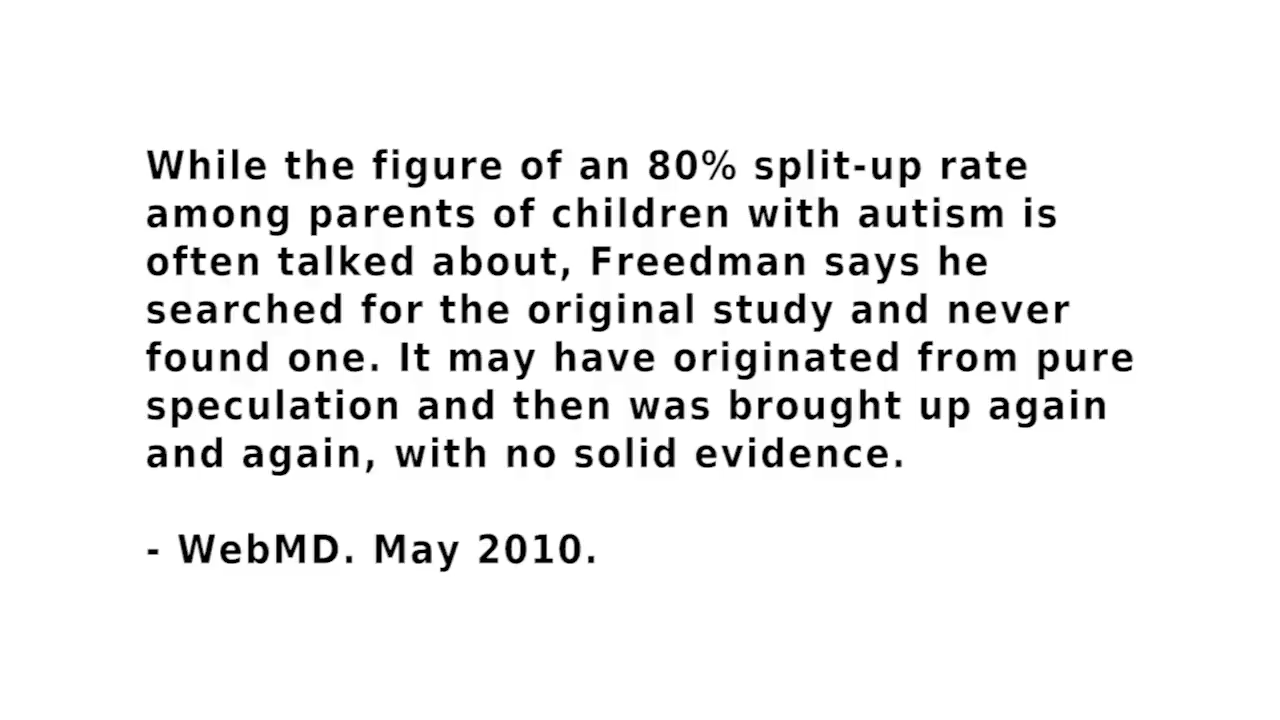 While the figure of an 80% split-up rate
among parents of children with autism is
often talked about, Freedman says he
searched for the original study and never
found one. It may have originated from pure
speculation and then was brought up again
and again, with no solid evidence.
- WebMD. May 2010.